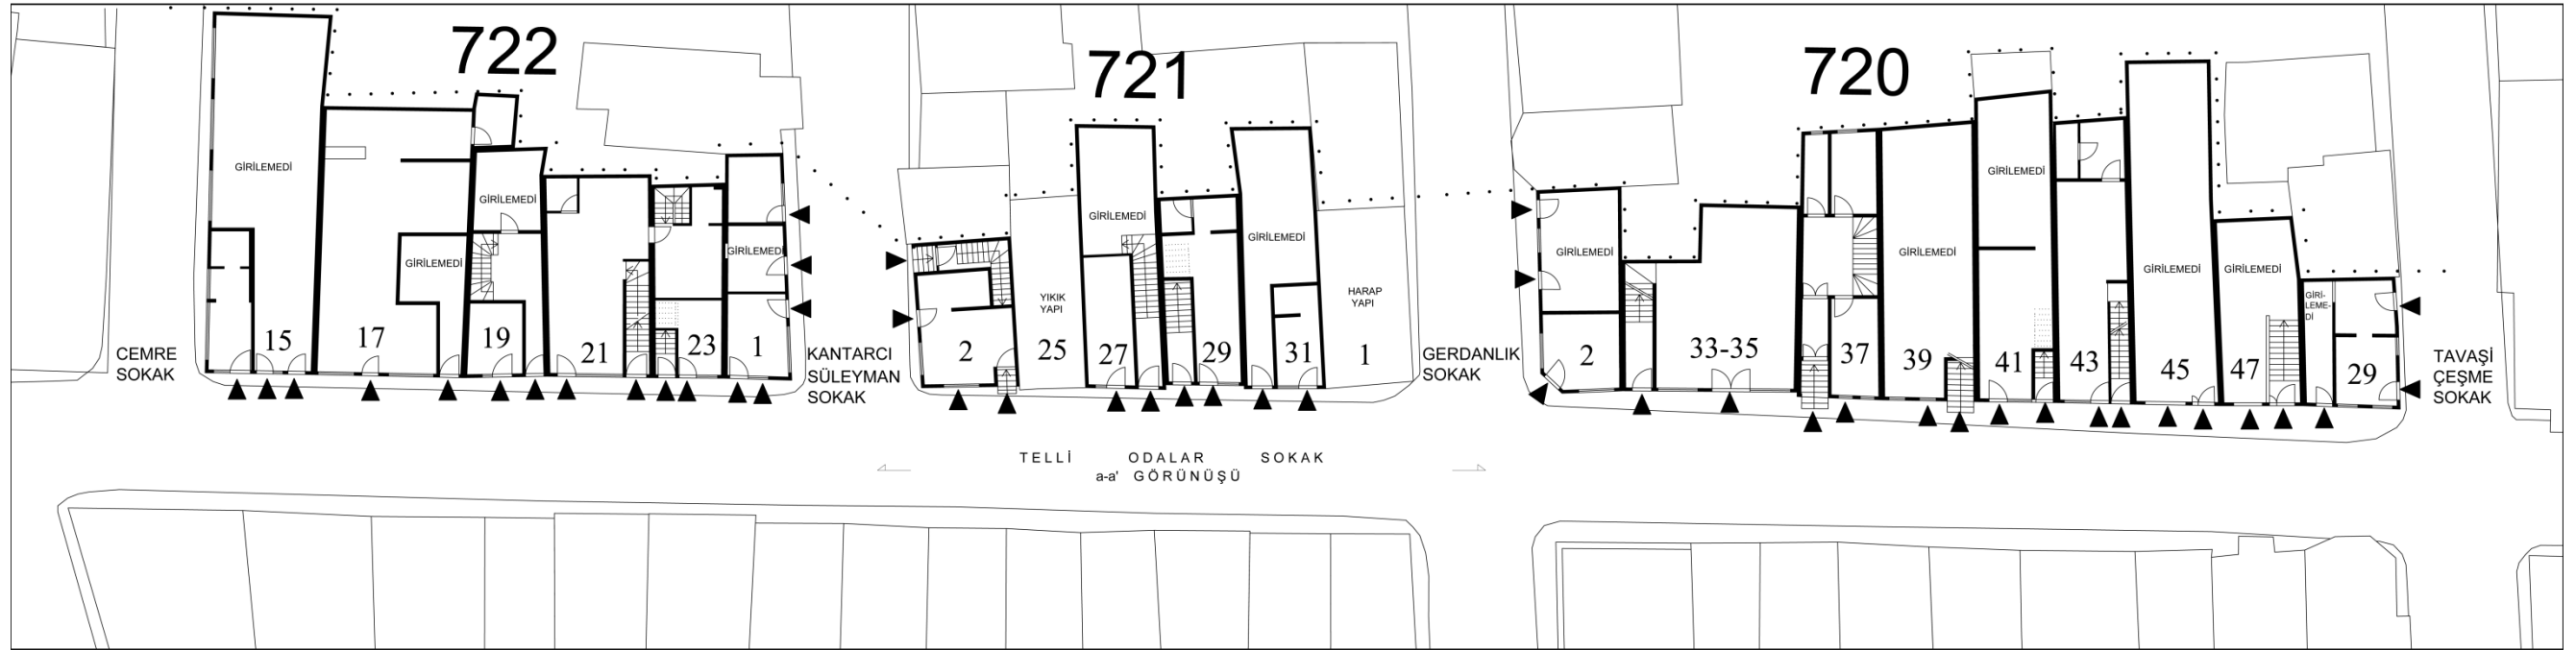 722
721
720
GİRİLEMEDİ
GİRİLEMEDİ
GİRİLEMEDİ
GİRİLEMEDİ
15
17
19
21
23
1
CEMRE
SOKAK
KANTARCI
SÜLEYMAN
SOKAK
GİRİLEMEDİ
GİRİLEMEDİ
YIKIK
YAPI
HARAP
YAPI
2
25
27
29
31
1
GERDANLIK
SOKAK
GİRİLEMEDİ
GİRİLEMEDİ
GİRİLEMEDİ
GİRİLEMEDİ
GİRİLEMEDİ
GİRİ-
LEME-
Dİ
2
33-35
37
39
41
43
45
47
29
TAVAŞİ
ÇEŞME
SOKAK
TELLİ ODALAR SOKAK
a-a' GÖRÜNÜŞÜ